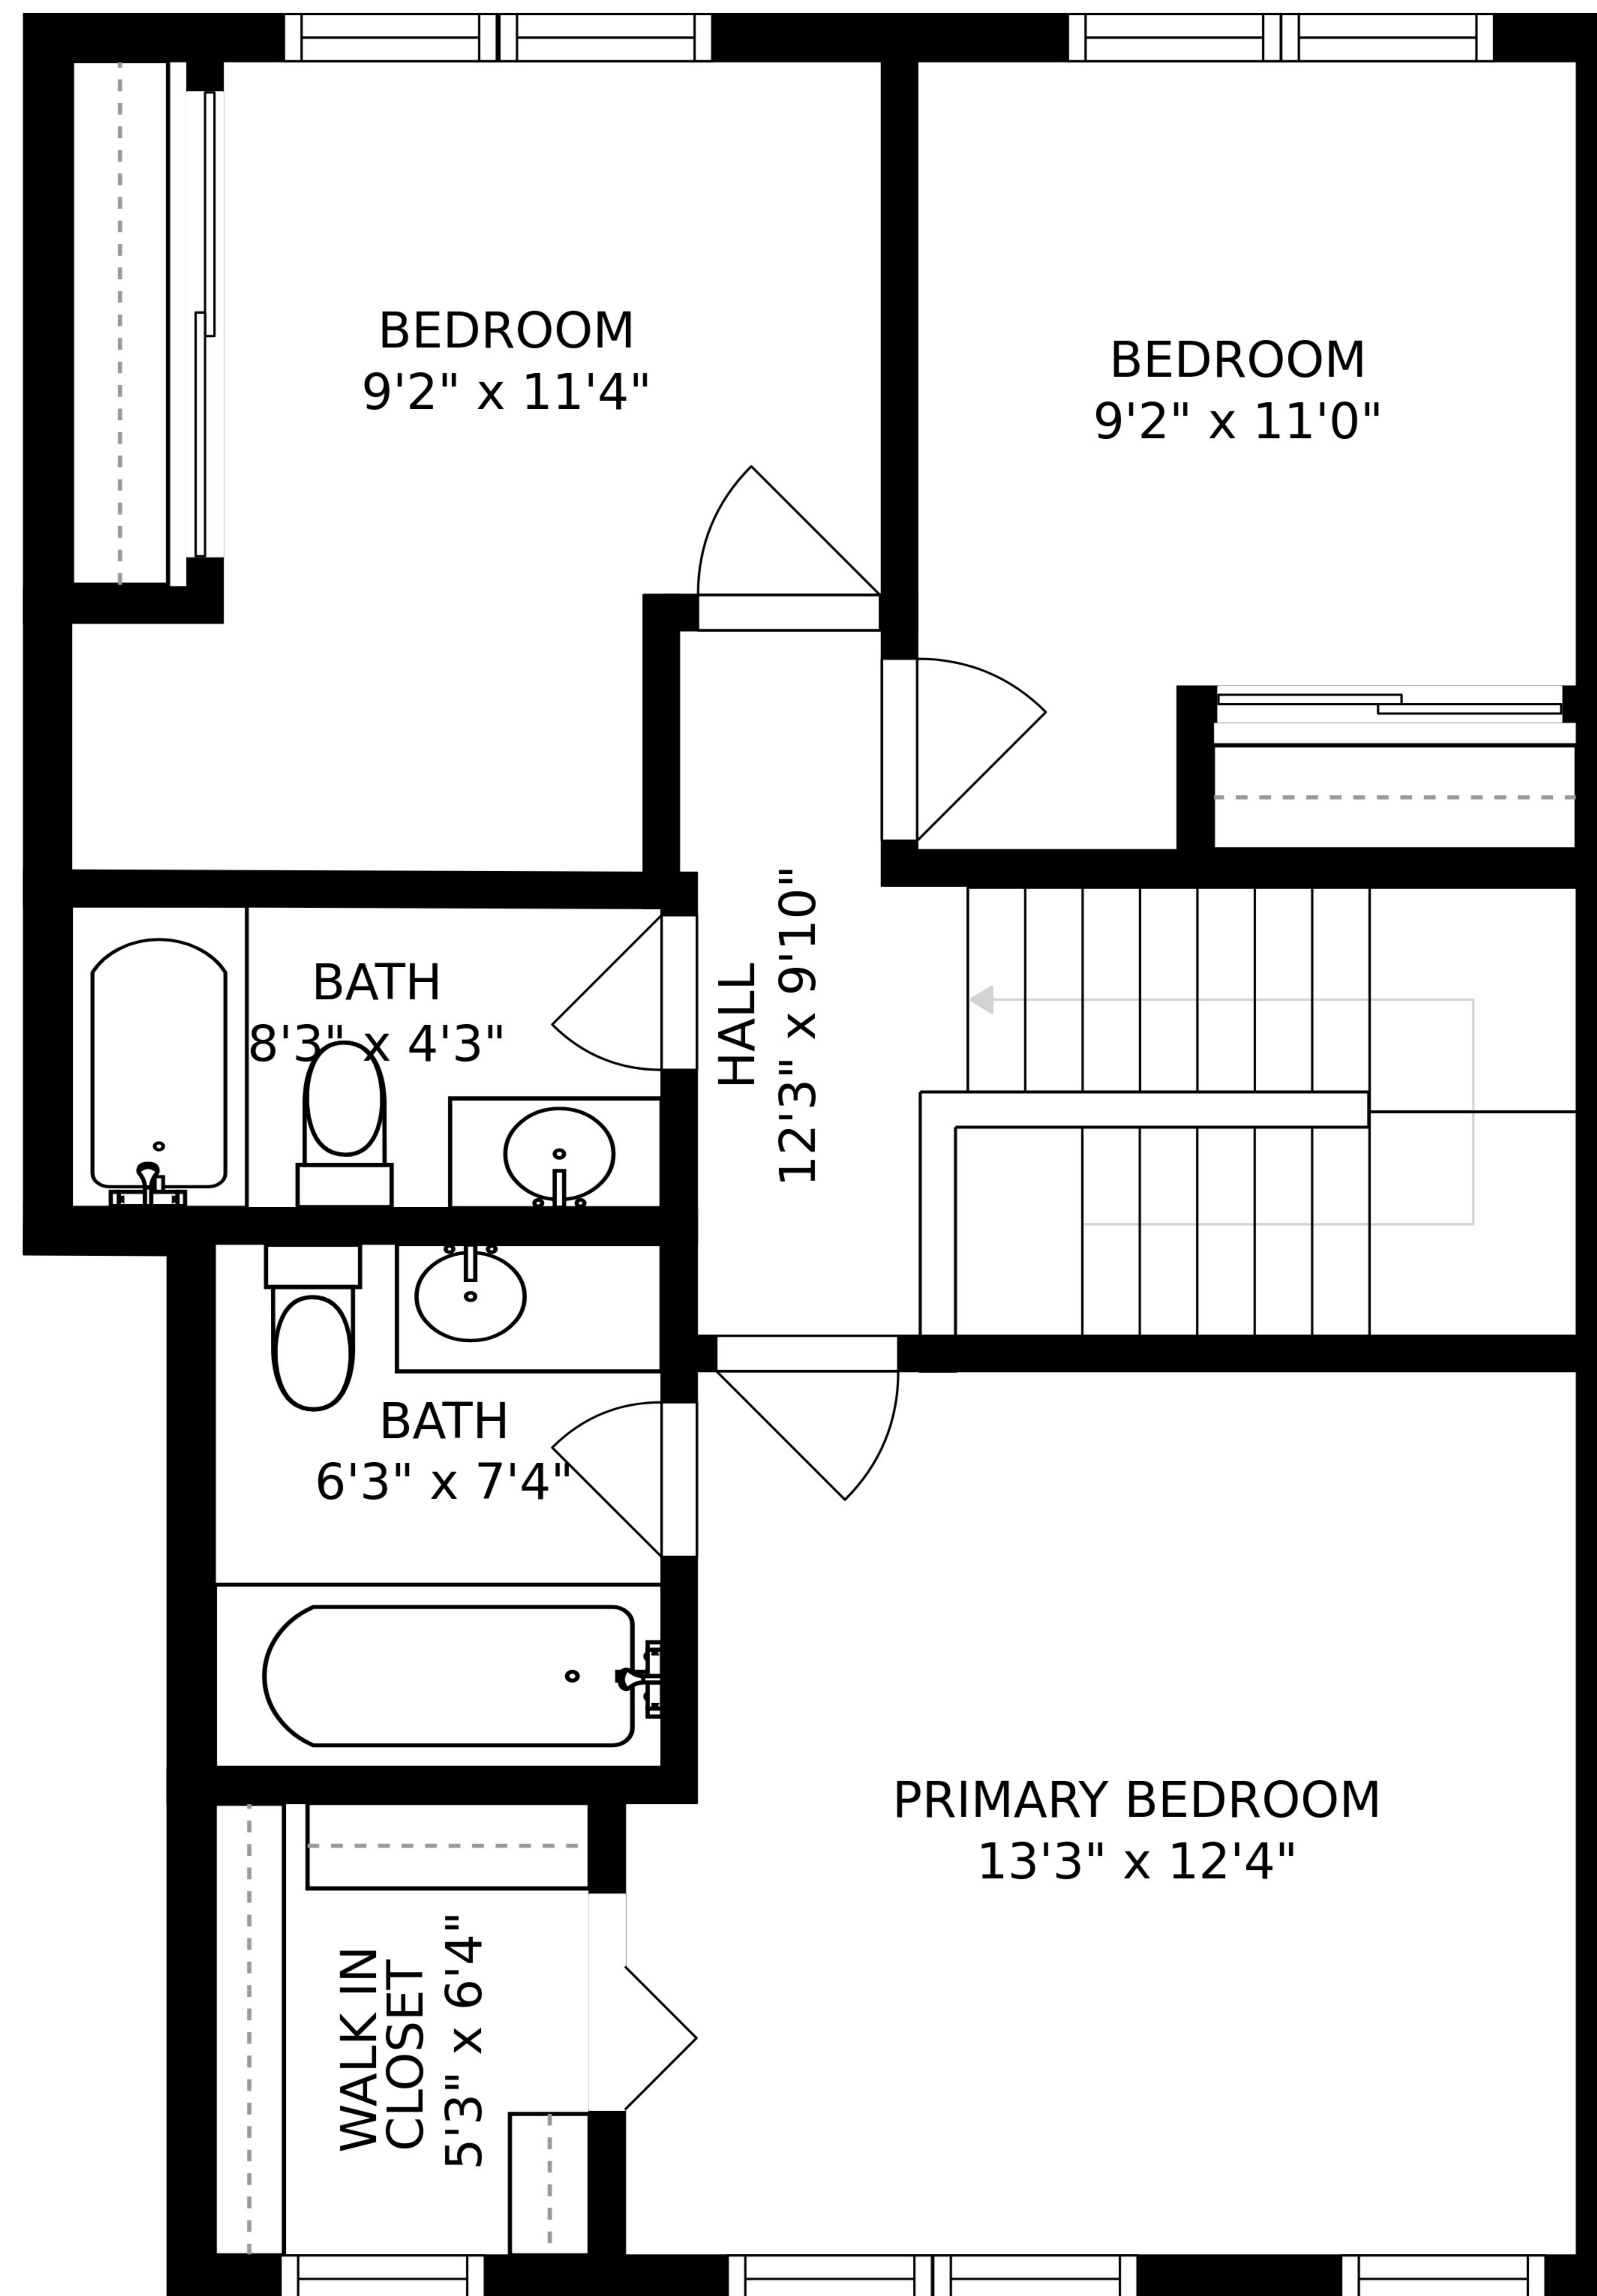 BEDROOM
9'2" x 11'4"
BEDROOM
9'2" x 11'0"
BATH
8'3" x 4'3"
HALL
12'3" x 9'10"
BATH
6'3" x 7'4"
PRIMARY BEDROOM
13'3" x 12'4"
WALK IN
CLOSET
5'3" x 6'4"